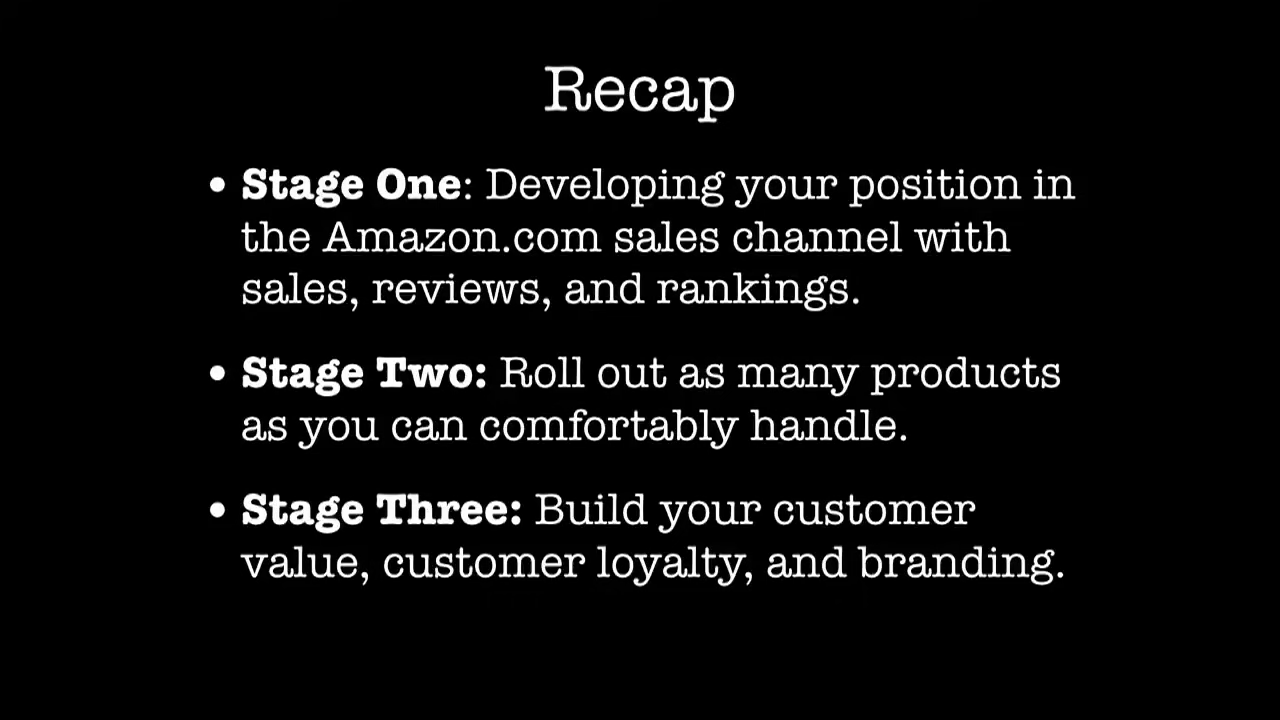 Recap
• Stage One: Developing your position in
the Amazon.com sales channel with
sales, reviews, and rankings.
• Stage Two: Roll out as many products
as you can comfortably handle.
• Stage Three: Build your customer
value, customer loyalty, and branding.